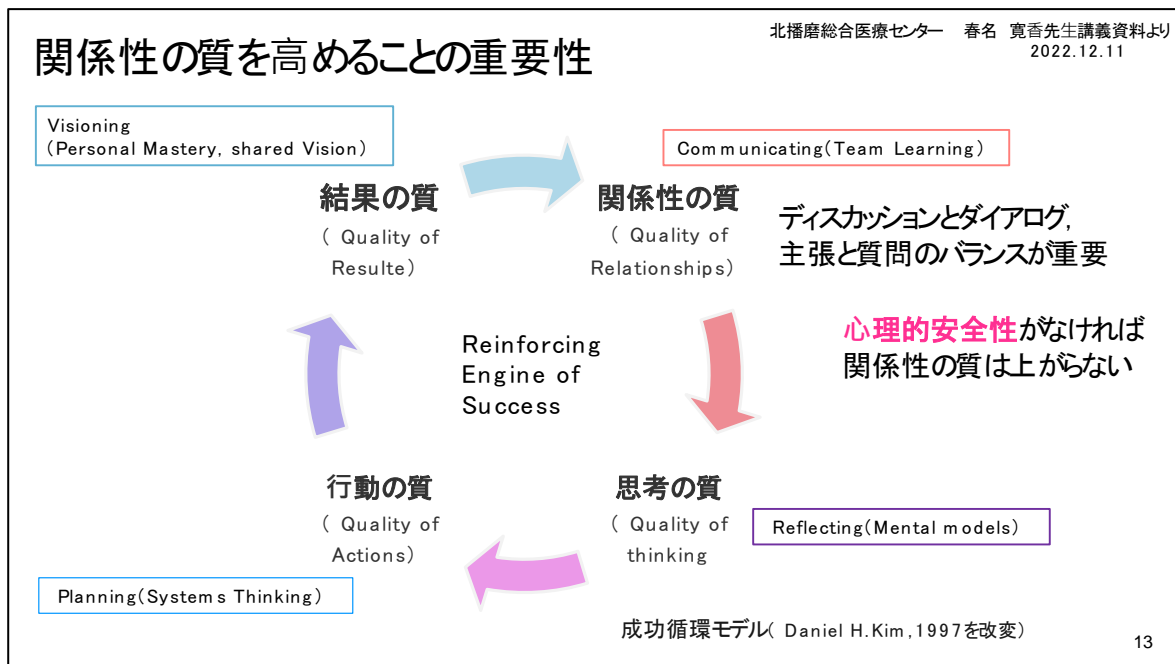 関係性の質を高めることの重要性
北播磨総合医療センター　春名　寛香先生講義資料より
2022.12.11
Visioning
(Personal Mastery, shared Vision)
Communicating(Team Learning)
結果の質
( Quality of
Resulte)
関係性の質
( Quality of
Relationships)
ディスカッションとダイアログ,
主張と質問のバランスが重要
心理的安全性がなければ
関係性の質は上がらない
Reinforcing
Engine of
Success
行動の質
( Quality of
Actions)
思考の質
( Quality of
thinking
Reflecting(Mental models)
Planning(Systems Thinking)
成功循環モデル( Daniel H.Kim,1997を改変)
13